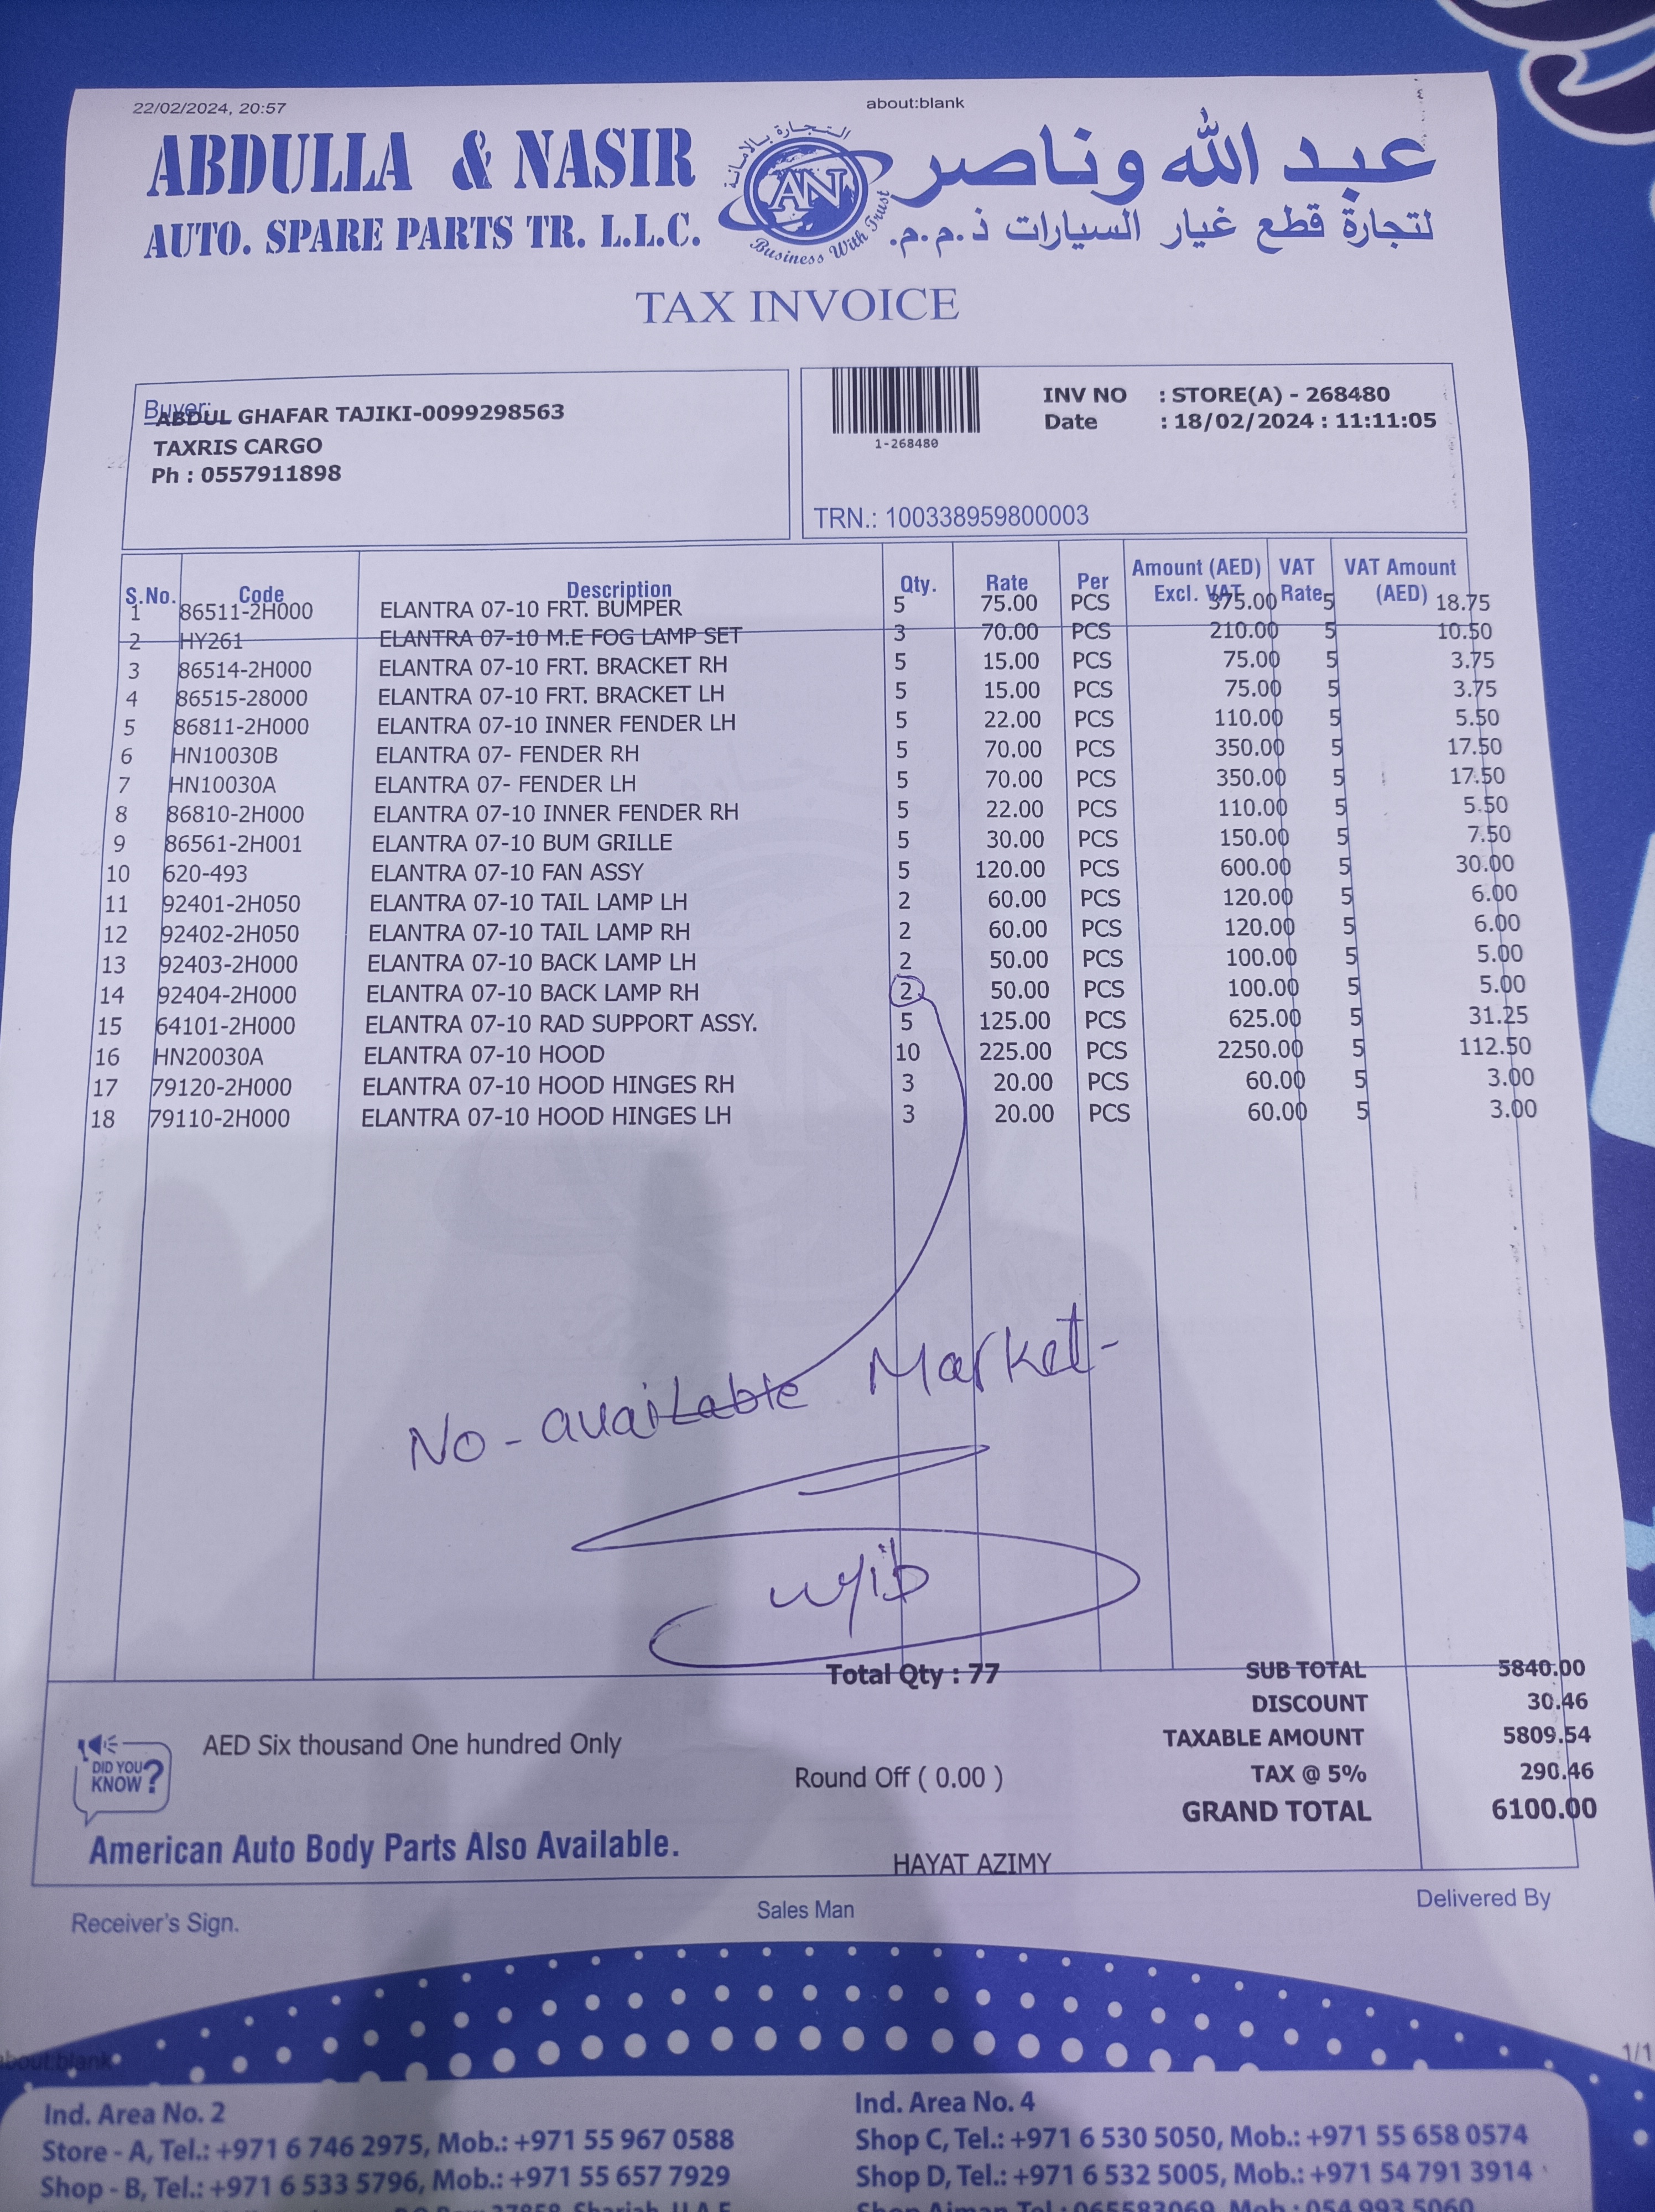 22/02/2024, 20:57 about:blank
ABDULLA & NASIR
AUTO. SPARE PARTS TR. L.L.C.
التجارة بالامانة
AN
Business With Trust
عبد الله وناصر
لتجارة قطع غيار السيارات ذ.م.م.
TAX INVOICE
Buyer:
ABDUL GHAFAR TAJIKI-0099298563
TAXRIS CARGO
Ph : 0557911898
1-268480
INV NO : STORE(A) - 268480
Date : 18/02/2024 : 11:11:05
TRN.: 100338959800003
S.No. Code Description Qty. Rate Per Amount (AED) Excl. VAT VAT Rate VAT Amount (AED)
1 86511-2H000 ELANTRA 07-10 FRT. BUMPER 5 75.00 PCS 375.00 5 18.75
2 HY261 ELANTRA 07-10 M.E FOG LAMP SET 3 70.00 PCS 210.00 5 10.50
3 86514-2H000 ELANTRA 07-10 FRT. BRACKET RH 5 15.00 PCS 75.00 5 3.75
4 86515-28000 ELANTRA 07-10 FRT. BRACKET LH 5 15.00 PCS 75.00 5 3.75
5 86811-2H000 ELANTRA 07-10 INNER FENDER LH 5 22.00 PCS 110.00 5 5.50
6 HN10030B ELANTRA 07- FENDER RH 5 70.00 PCS 350.00 5 17.50
7 HN10030A ELANTRA 07- FENDER LH 5 70.00 PCS 350.00 5 17.50
8 86810-2H000 ELANTRA 07-10 INNER FENDER RH 5 22.00 PCS 110.00 5 5.50
9 86561-2H001 ELANTRA 07-10 BUM GRILLE 5 30.00 PCS 150.00 5 7.50
10 620-493 ELANTRA 07-10 FAN ASSY 5 120.00 PCS 600.00 5 30.00
11 92401-2H050 ELANTRA 07-10 TAIL LAMP LH 2 60.00 PCS 120.00 5 6.00
12 92402-2H050 ELANTRA 07-10 TAIL LAMP RH 2 60.00 PCS 120.00 5 6.00
13 92403-2H000 ELANTRA 07-10 BACK LAMP LH 2 50.00 PCS 100.00 5 5.00
14 92404-2H000 ELANTRA 07-10 BACK LAMP RH 2 50.00 PCS 100.00 5 5.00
15 64101-2H000 ELANTRA 07-10 RAD SUPPORT ASSY. 5 125.00 PCS 625.00 5 31.25
16 HN20030A ELANTRA 07-10 HOOD 10 225.00 PCS 2250.00 5 112.50
17 79120-2H000 ELANTRA 07-10 HOOD HINGES RH 3 20.00 PCS 60.00 5 3.00
18 79110-2H000 ELANTRA 07-10 HOOD HINGES LH 3 20.00 PCS 60.00 5 3.00
No-available Market-
Total Qty : 77
SUB TOTAL 5840.00
DISCOUNT 30.46
TAXABLE AMOUNT 5809.54
TAX @ 5% 290.46
GRAND TOTAL 6100.00
DID YOU KNOW?
AED Six thousand One hundred Only
Round Off ( 0.00 )
American Auto Body Parts Also Available.
HAYAT AZIMY
Receiver's Sign. Sales Man Delivered By
about:blank 1/1
Ind. Area No. 2
Store - A, Tel.: +971 6 746 2975, Mob.: +971 55 967 0588
Shop - B, Tel.: +971 6 533 5796, Mob.: +971 55 657 7929
Ind. Area No. 4
Shop C, Tel.: +971 6 530 5050, Mob.: +971 55 658 0574
Shop D, Tel.: +971 6 532 5005, Mob.: +971 54 791 3914